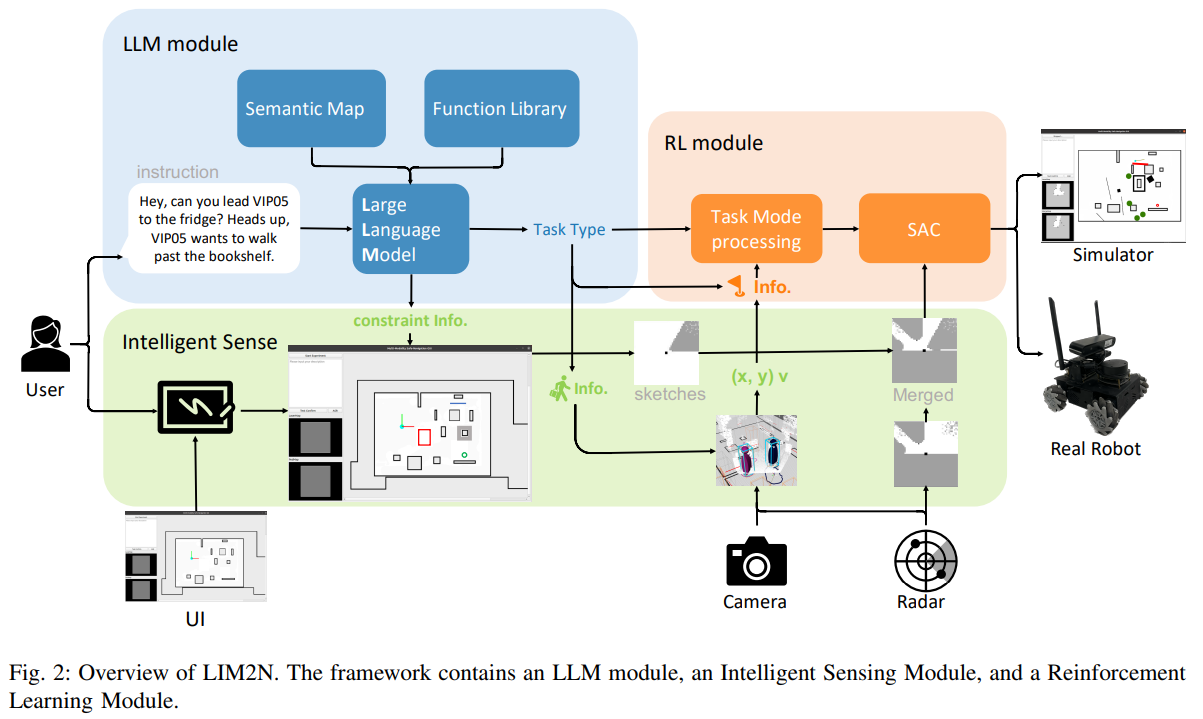 LLM module
Semantic Map
Function Library
instruction
Hey, can you lead VIP05
to the fridge? Heads up,
VIP05 wants to walk
past the bookshelf.
Large
Language
Model
Task Type
RL module
Task Mode
processing
SAC
Info.
Simulator
constraint Info.
Intelligent Sense
User
Info.
sketches
(x, y) v
Merged
Real Robot
UI
Camera
Radar
Fig. 2: Overview of LIM2N. The framework contains an LLM module, an Intelligent Sensing Module, and a Reinforcement
Learning Module.